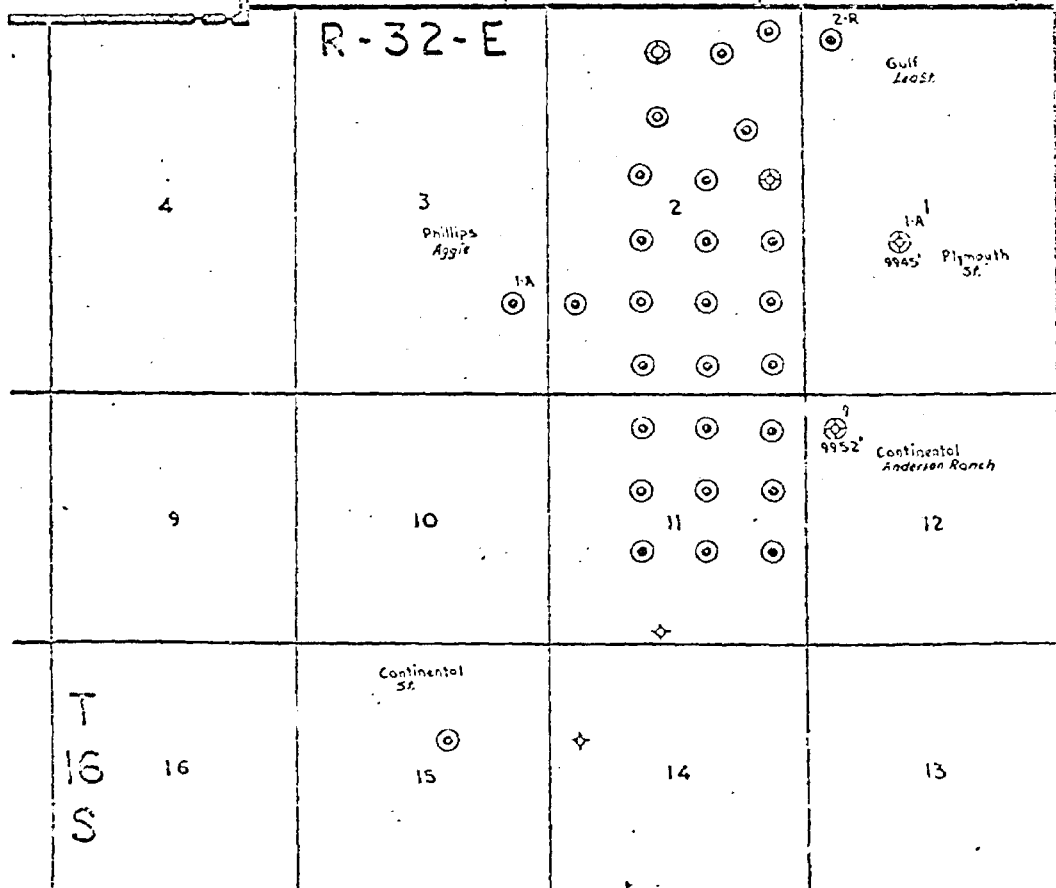 R-32-E
2-R
Gulf
4
3
2
1
Phillips
Aggie
1-A
1-A
9945'
Plymouth
St.
9952'
Continental
Anderson Ranch
9
10
11
12
Continental
St.
T
16
S
16
15
14
13